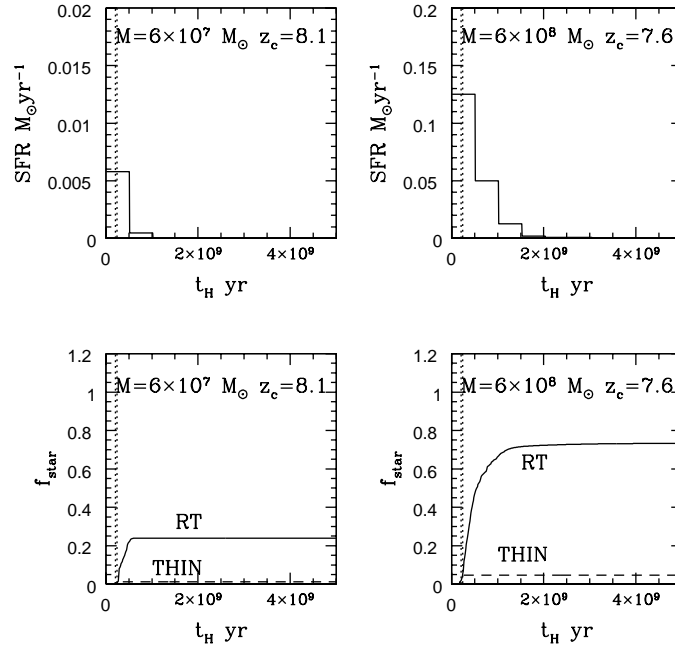 M=6×10⁷ M⊙ z_c=8.1
0.02
0.015
0.01
0.005
0
SFR M⊙yr⁻¹
0
2×10⁹
4×10⁹
t_H yr
M=6×10⁸ M⊙ z_c=7.6
0.2
0.15
0.1
0.05
0
SFR M⊙yr⁻¹
0
2×10⁹
4×10⁹
t_H yr
M=6×10⁷ M⊙ z_c=8.1
1.2
1
0.8
0.6
0.4
0.2
0
f_star
RT
THIN
0
2×10⁹
4×10⁹
t_H yr
M=6×10⁸ M⊙ z_c=7.6
1.2
1
0.8
0.6
0.4
0.2
0
f_star
RT
THIN
0
2×10⁹
4×10⁹
t_H yr